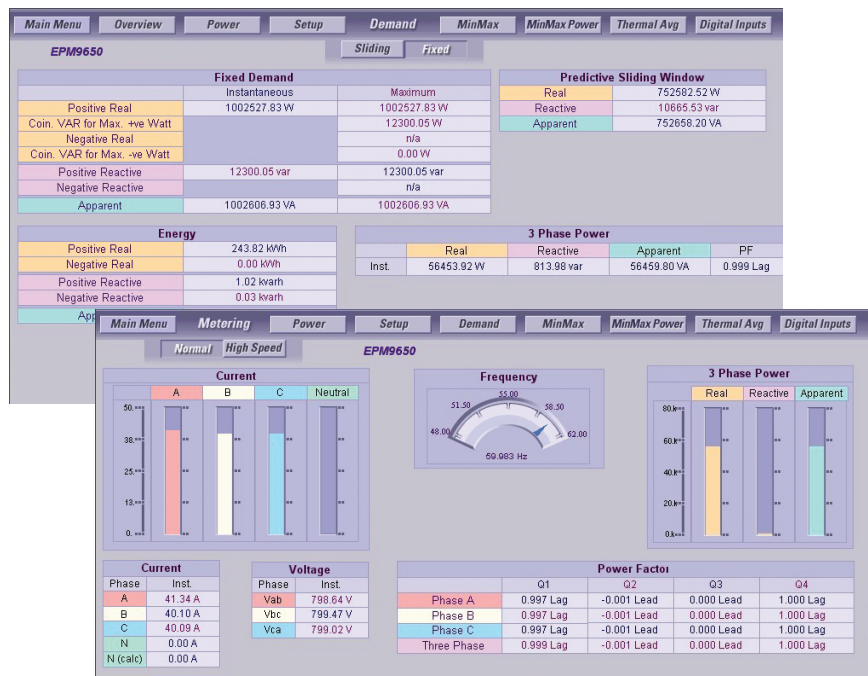 Main Menu Overview Power Setup Demand MinMax MinMax Power Thermal Avg Digital Inputs
EPM9650 Sliding Fixed
Fixed Demand
Instantaneous Maximum
Positive Real 1002527.83 W 1002527.83 W
Coin. VAR for Max. +ve Watt 12300.05 W
Negative Real n/a
Coin. VAR for Max. -ve Watt 0.00 W
Positive Reactive 12300.05 var 12300.05 var
Negative Reactive n/a
Apparent 1002606.93 VA 1002606.93 VA
Predictive Sliding Window
Real 752582.52 W
Reactive 10665.53 var
Apparent 752658.20 VA
Energy
Positive Real 243.82 kWh
Negative Real 0.00 kWh
Positive Reactive 1.02 kvarh
Negative Reactive 0.03 kvarh
3 Phase Power
Real Reactive Apparent PF
Inst. 56453.92 W 813.98 var 56459.80 VA 0.999 Lag
Main Menu Metering Power Setup Demand MinMax MinMax Power Thermal Avg Digital Inputs
Normal High Speed EPM9650
Current
A B C Neutral
50.
38.
25.
13.
0.
Frequency
48.00 51.50 55.00 58.50 62.00
59.983 Hz
3 Phase Power
Real Reactive Apparent
80.k
40.k
20.k
0.k
Current
Phase Inst.
A 41.34 A
B 40.10 A
C 40.09 A
N 0.00 A
N (calc) 0.00 A
Voltage
Phase Inst.
Vab 798.64 V
Vbc 799.47 V
Vca 799.02 V
Power Factor
Q1 Q2 Q3 Q4
Phase A 0.997 Lag -0.001 Lead 0.000 Lead 1.000 Lag
Phase B 0.997 Lag -0.001 Lead 0.000 Lead 1.000 Lag
Phase C 0.997 Lag -0.001 Lead 0.000 Lead 1.000 Lag
Three Phase 0.999 Lag -0.001 Lead 0.000 Lead 1.000 Lag